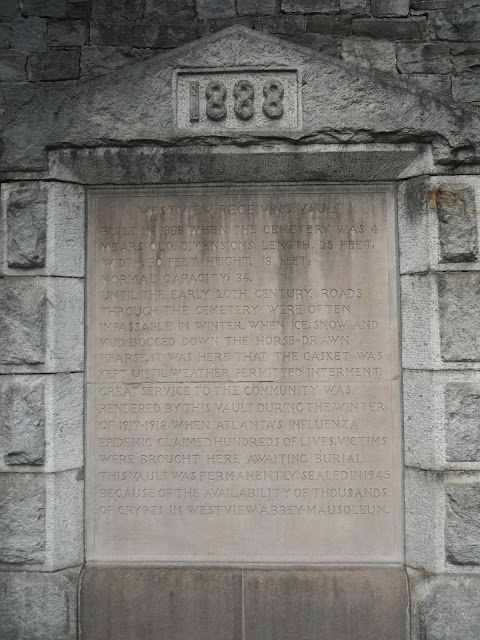 1888
WESTVIEW RECEIVING VAULT
BUILT IN 1888 WHEN THE CEMETERY WAS 4
YEARS OLD. DIMENSIONS: LENGTH, 25 FEET,
WIDTH, 20 FEET, HEIGHT, 18 FEET.
NORMAL CAPACITY: 36.
UNTIL THE EARLY 20TH CENTURY, ROADS
THROUGH THE CEMETERY WERE OFTEN
IMPASSABLE IN WINTER. WHEN ICE, SNOW AND
MUD BOGGED DOWN THE HORSE-DRAWN
HEARSE, IT WAS HERE THAT THE CASKET WAS
KEPT UNTIL WEATHER PERMITTED INTERMENT.
GREAT SERVICE TO THE COMMUNITY WAS
RENDERED BY THIS VAULT DURING THE WINTER
OF 1917-1918 WHEN ATLANTA'S INFLUENZA
EPIDEMIC CLAIMED HUNDREDS OF LIVES. VICTIMS
WERE BROUGHT HERE AWAITING BURIAL.
THIS VAULT WAS PERMANENTLY SEALED IN 1945
BECAUSE OF THE AVAILABILITY OF THOUSANDS
OF CRYPTS IN WESTVIEW ABBEY-MAUSOLEUM.